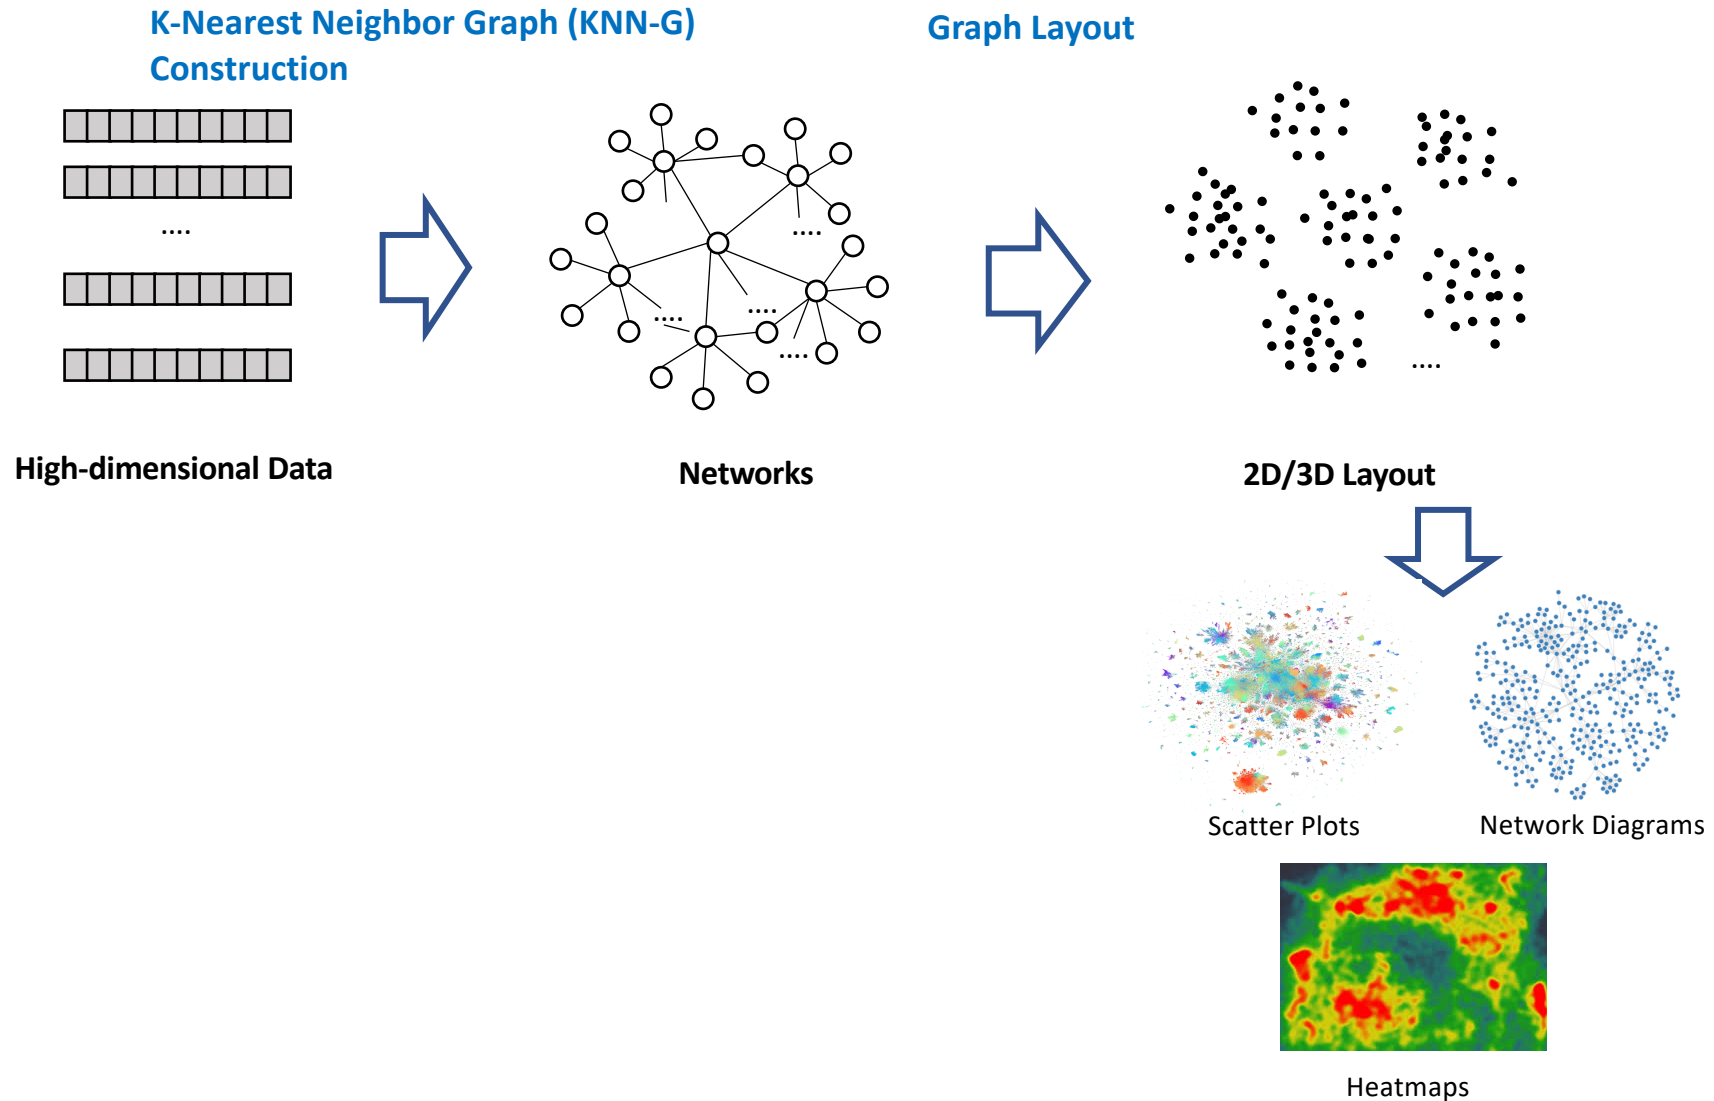 K-Nearest Neighbor Graph (KNN-G)
Construction
Graph Layout
....
....
....
....
....
....
High-dimensional Data
Networks
2D/3D Layout
Scatter Plots
Network Diagrams
Heatmaps